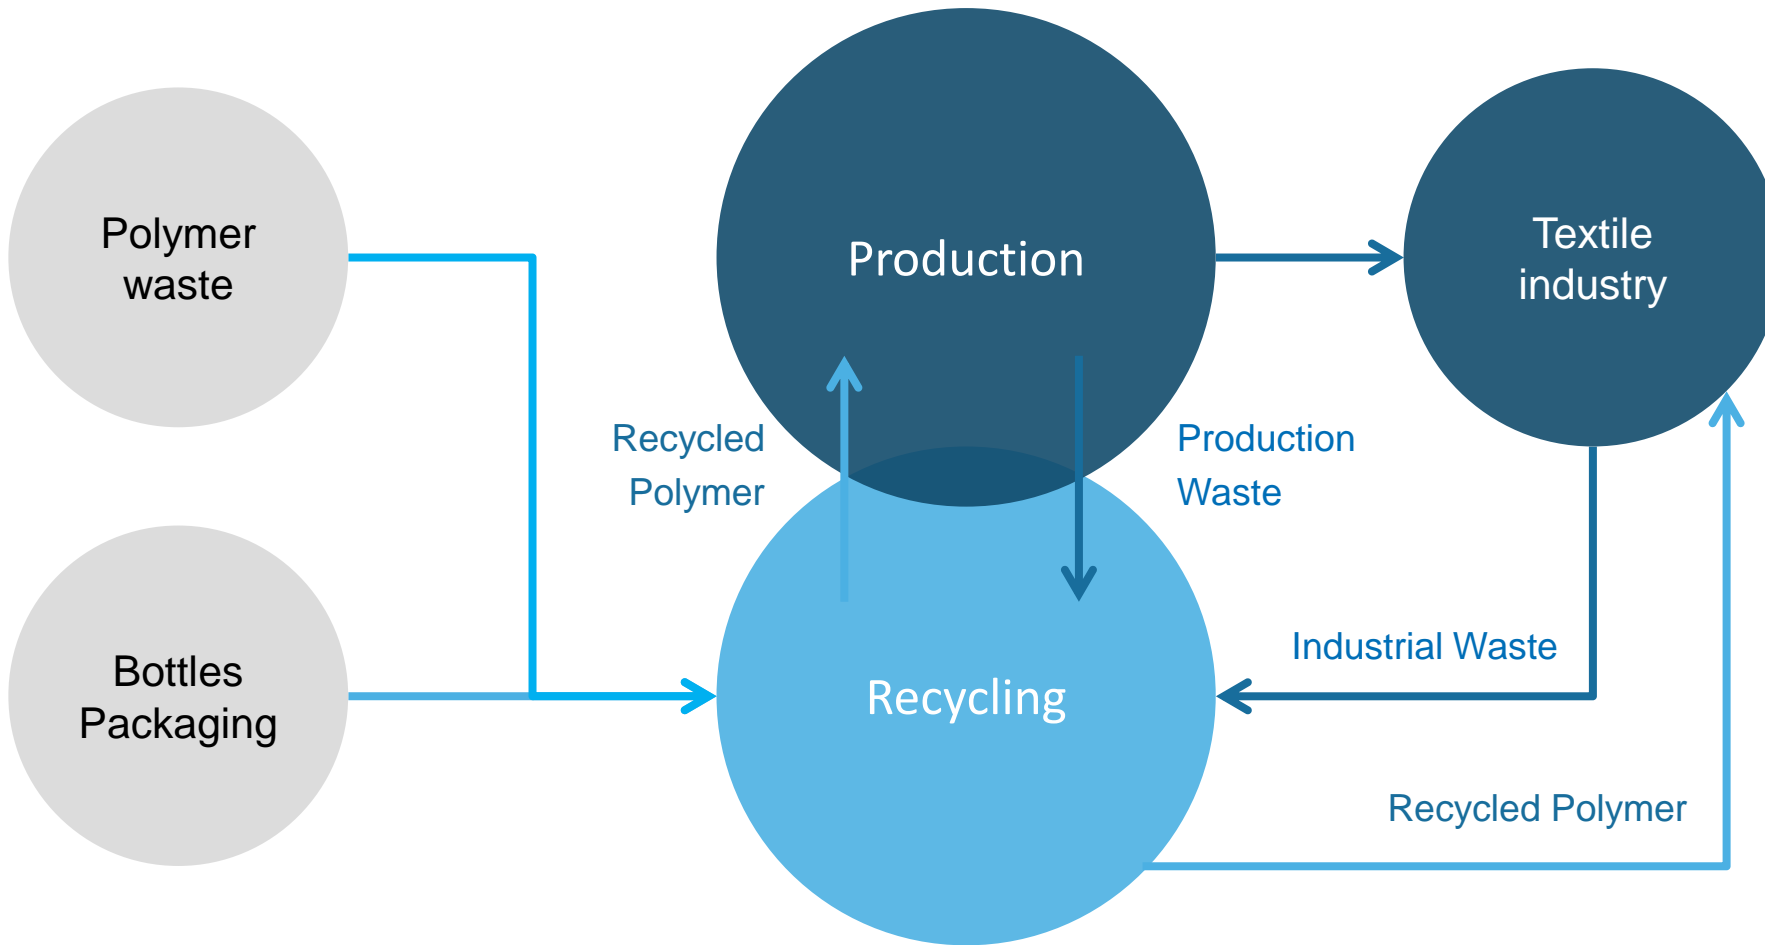 Polymer
waste
Production
Textile
industry
Recycled
Polymer
Production
Waste
Bottles
Packaging
Recycling
Industrial Waste
Recycled Polymer